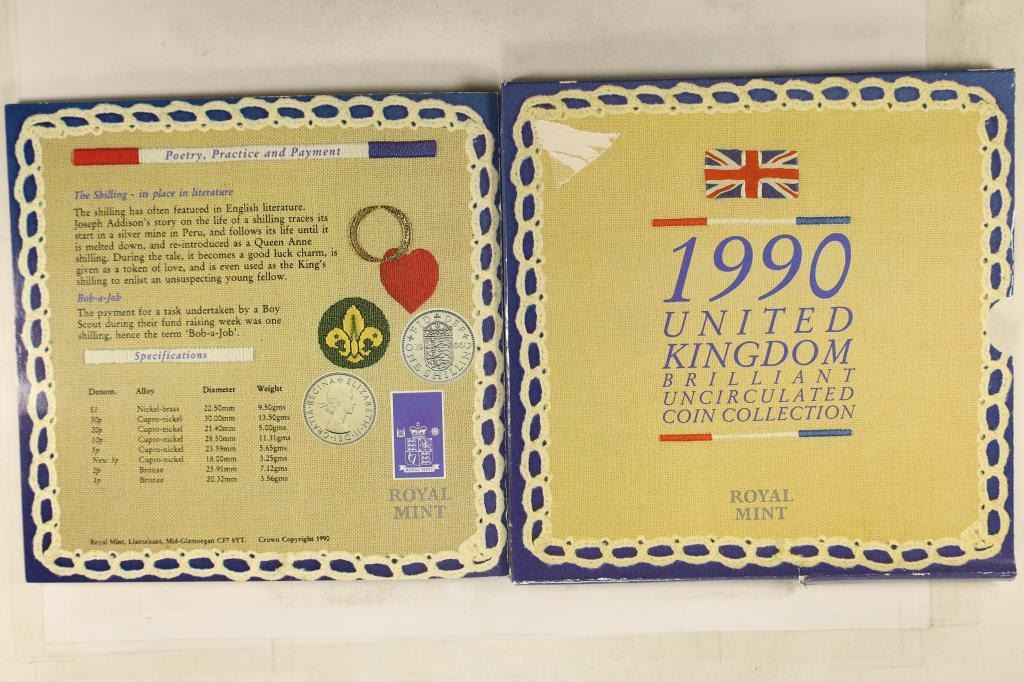 Poetry, Practice and Payment
The Shilling - its place in literature
The shilling has often featured in English literature.
Joseph Addison's story on the life of a shilling traces its
start in a silver mine in Peru, and follows its life until it
is melted down, and re-introduced as a Queen Anne
shilling. During the tale, it becomes a good luck charm, is
given as a token of love, and is even used as the King's
shilling to enlist an unsuspecting young fellow.
Bob-a-Job
The payment for a task undertaken by a Boy
Scout during their fund raising week was one
shilling, hence the term 'Bob-a-Job'.
Specifications
Denom. Alloy Diameter Weight
£1 Nickel-brass 22.50mm 9.50gms
50p Cupro-nickel 30.00mm 13.50gms
20p Cupro-nickel 21.40mm 5.00gms
10p Cupro-nickel 28.50mm 11.31gms
5p Cupro-nickel 23.59mm 5.65gms
New 5p Cupro-nickel 18.00mm 3.25gms
2p Bronze 25.91mm 7.12gms
1p Bronze 20.32mm 3.56gms
ELIZABETH·II·DEI·GRATIA·REGINA
FID·DEF
ROYAL MINT
ROYAL
MINT
Royal Mint, Llantrisant, Mid-Glamorgan CF7 8YT. Crown Copyright 1990
1990
UNITED
KINGDOM
BRILLIANT
UNCIRCULATED
COIN COLLECTION
ROYAL
MINT